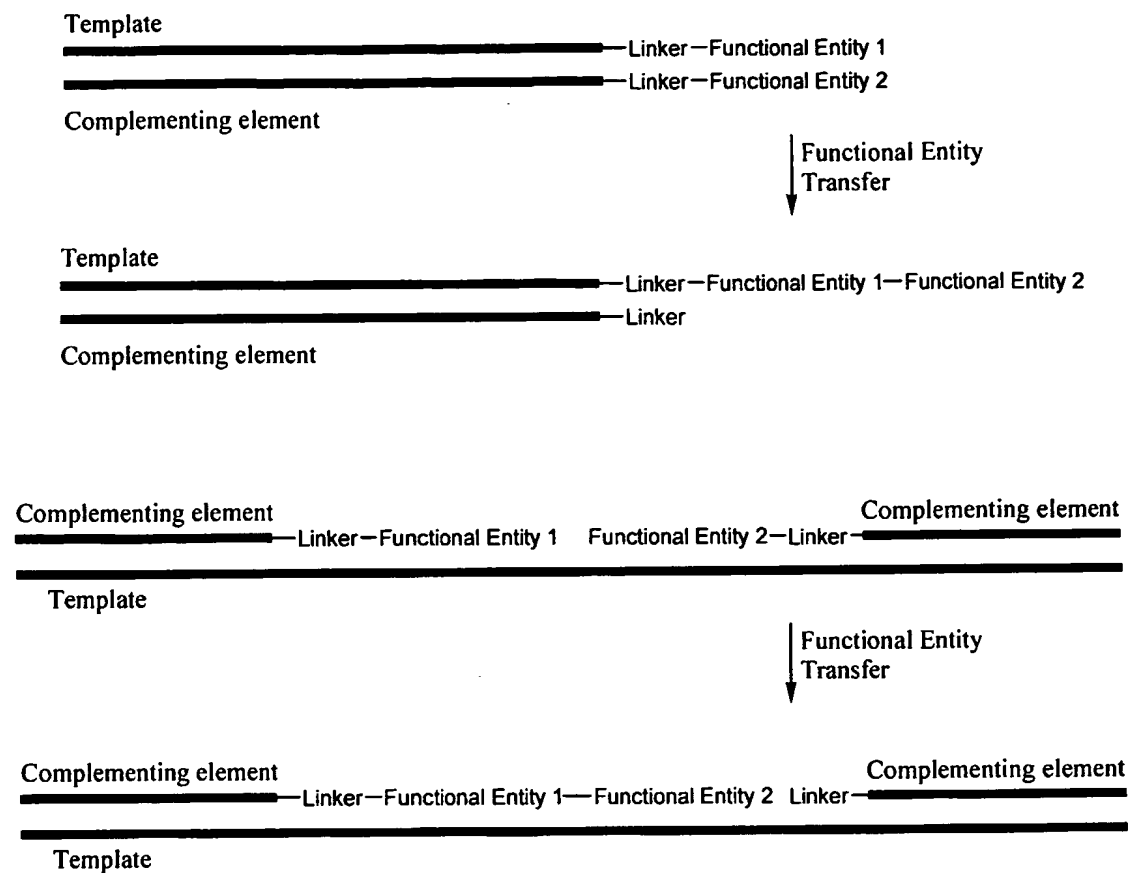 Template
Linker—Functional Entity 1
Linker—Functional Entity 2
Complementing element
Functional Entity
Transfer
Template
Linker—Functional Entity 1—Functional Entity 2
Linker
Complementing element
Complementing element
Complementing element
Linker—Functional Entity 1 Functional Entity 2—Linker
Template
Functional Entity
Transfer
Complementing element
Complementing element
Linker—Functional Entity 1—Functional Entity 2 Linker
Template